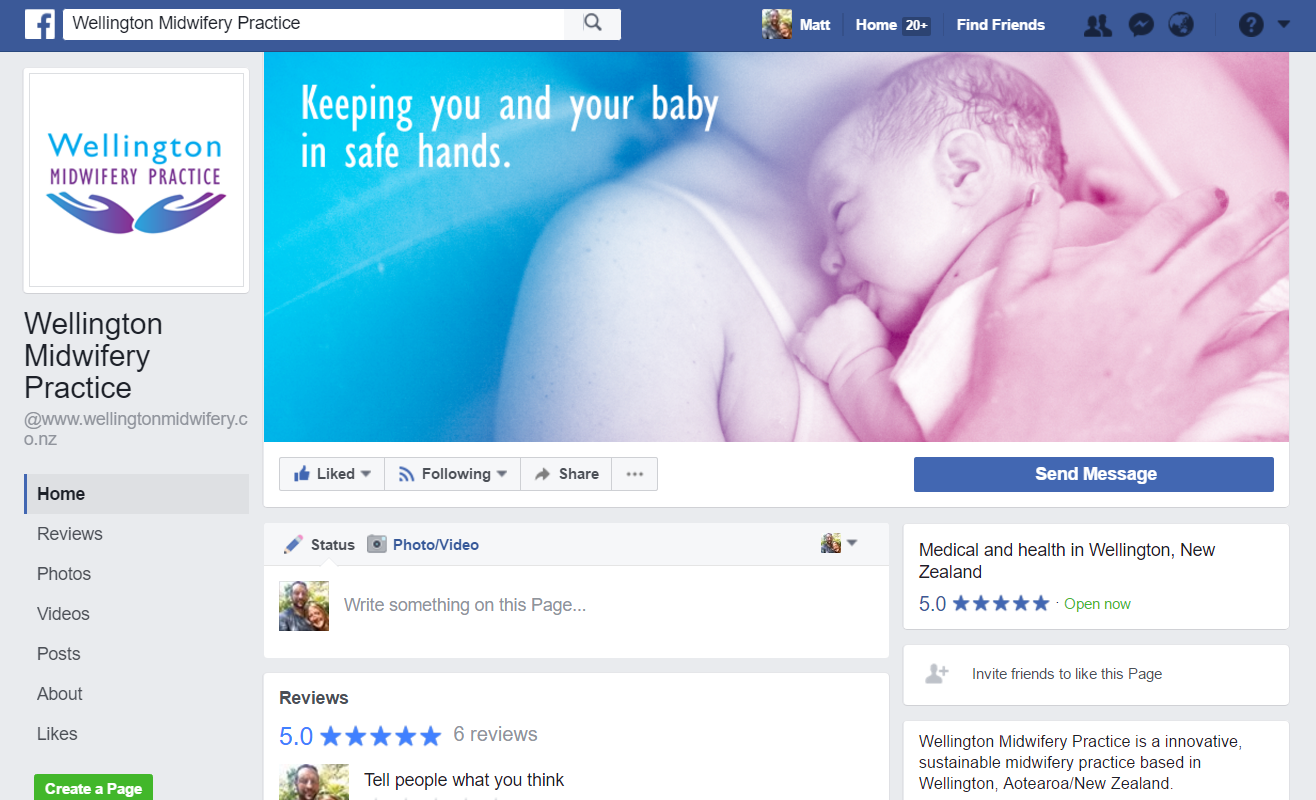 Wellington Midwifery Practice
Matt
Home 20+
Find Friends
Wellington
MIDWIFERY PRACTICE
Keeping you and your baby
in safe hands.
Wellington
Midwifery
Practice
@www.wellingtonmidwifery.c
o.nz
Home
Reviews
Photos
Videos
Posts
About
Likes
Create a Page
Liked
Following
Share
Send Message
Status
Photo/Video
Write something on this Page...
Reviews
5.0
6 reviews
Tell people what you think
Medical and health in Wellington, New
Zealand
5.0 · Open now
Invite friends to like this Page
Wellington Midwifery Practice is a innovative,
sustainable midwifery practice based in
Wellington, Aotearoa/New Zealand.